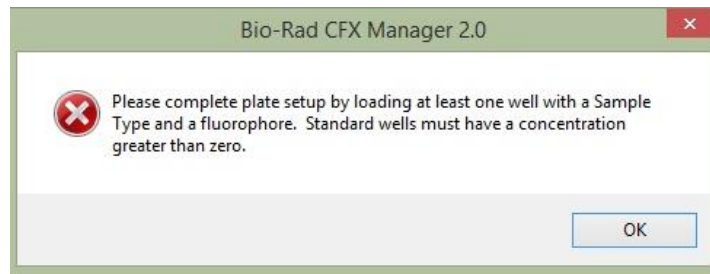 Bio-Rad CFX Manager 2.0
Please complete plate setup by loading at least one well with a Sample
Type and a fluorophore.  Standard wells must have a concentration
greater than zero.
OK